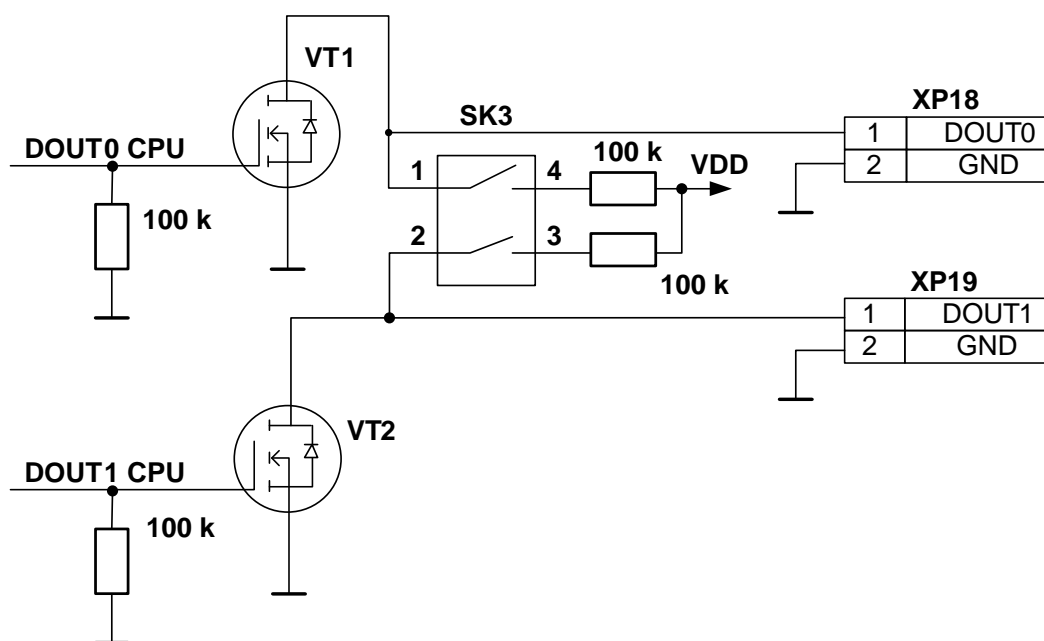 VT1
DOUT0 CPU
100 k
SK3
1
2
4
3
100 k
100 k
VDD
XP18
1 DOUT0
2 GND
XP19
1 DOUT1
2 GND
VT2
DOUT1 CPU
100 k